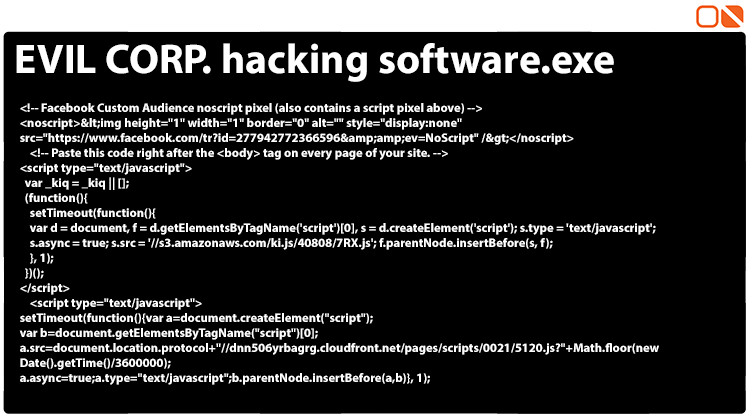 EVIL CORP. hacking software.exe
<!-- Facebook Custom Audience noscript pixel (also contains a script pixel above) -->
<noscript>&lt;img height="1" width="1" border="0" alt="" style="display:none"
src="https://www.facebook.com/tr?id=277942772366596&amp;amp;ev=NoScript" /&gt;</noscript>
<!-- Paste this code right after the <body> tag on every page of your site. -->
<script type="text/javascript">
var _kiq = _kiq || [];
(function(){
setTimeout(function(){
var d = document, f = d.getElementsByTagName('script')[0], s = d.createElement('script'); s.type = 'text/javascript';
s.async = true; s.src = '//s3.amazonaws.com/ki.js/40808/7RX.js'; f.parentNode.insertBefore(s, f);
}, 1);
})();
</script>
<script type="text/javascript">
setTimeout(function(){var a=document.createElement("script");
var b=document.getElementsByTagName("script")[0];
a.src=document.location.protocol+"//dnn506yrbagrg.cloudfront.net/pages/scripts/0021/5120.js?"+Math.floor(new
Date().getTime()/3600000);
a.async=true;a.type="text/javascript";b.parentNode.insertBefore(a,b)}, 1);